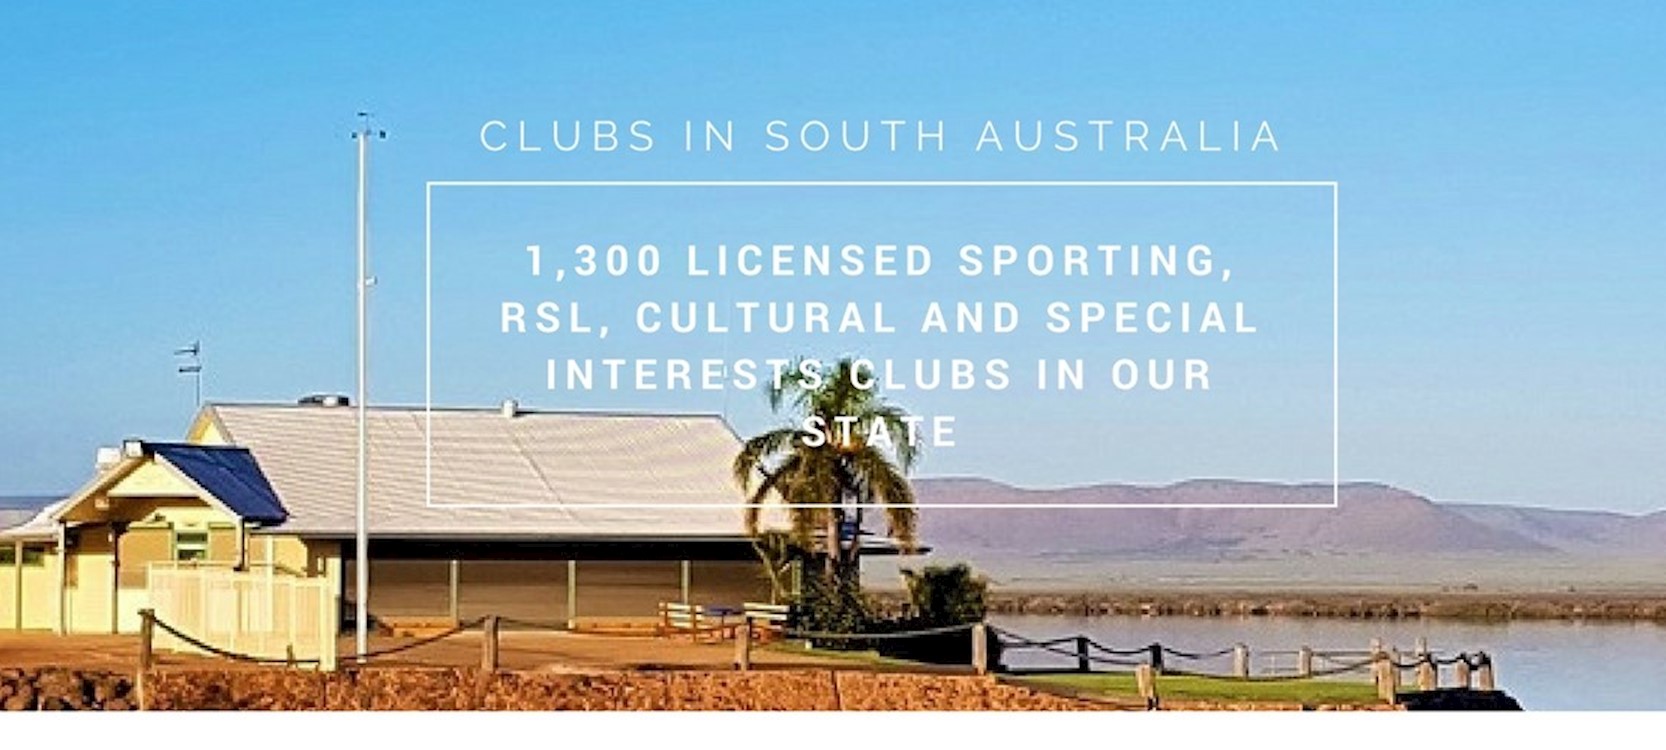 CLUBS IN SOUTH AUSTRALIA
1,300 LICENSED SPORTING,
RSL, CULTURAL AND SPECIAL
INTERESTS CLUBS IN OUR
STATE